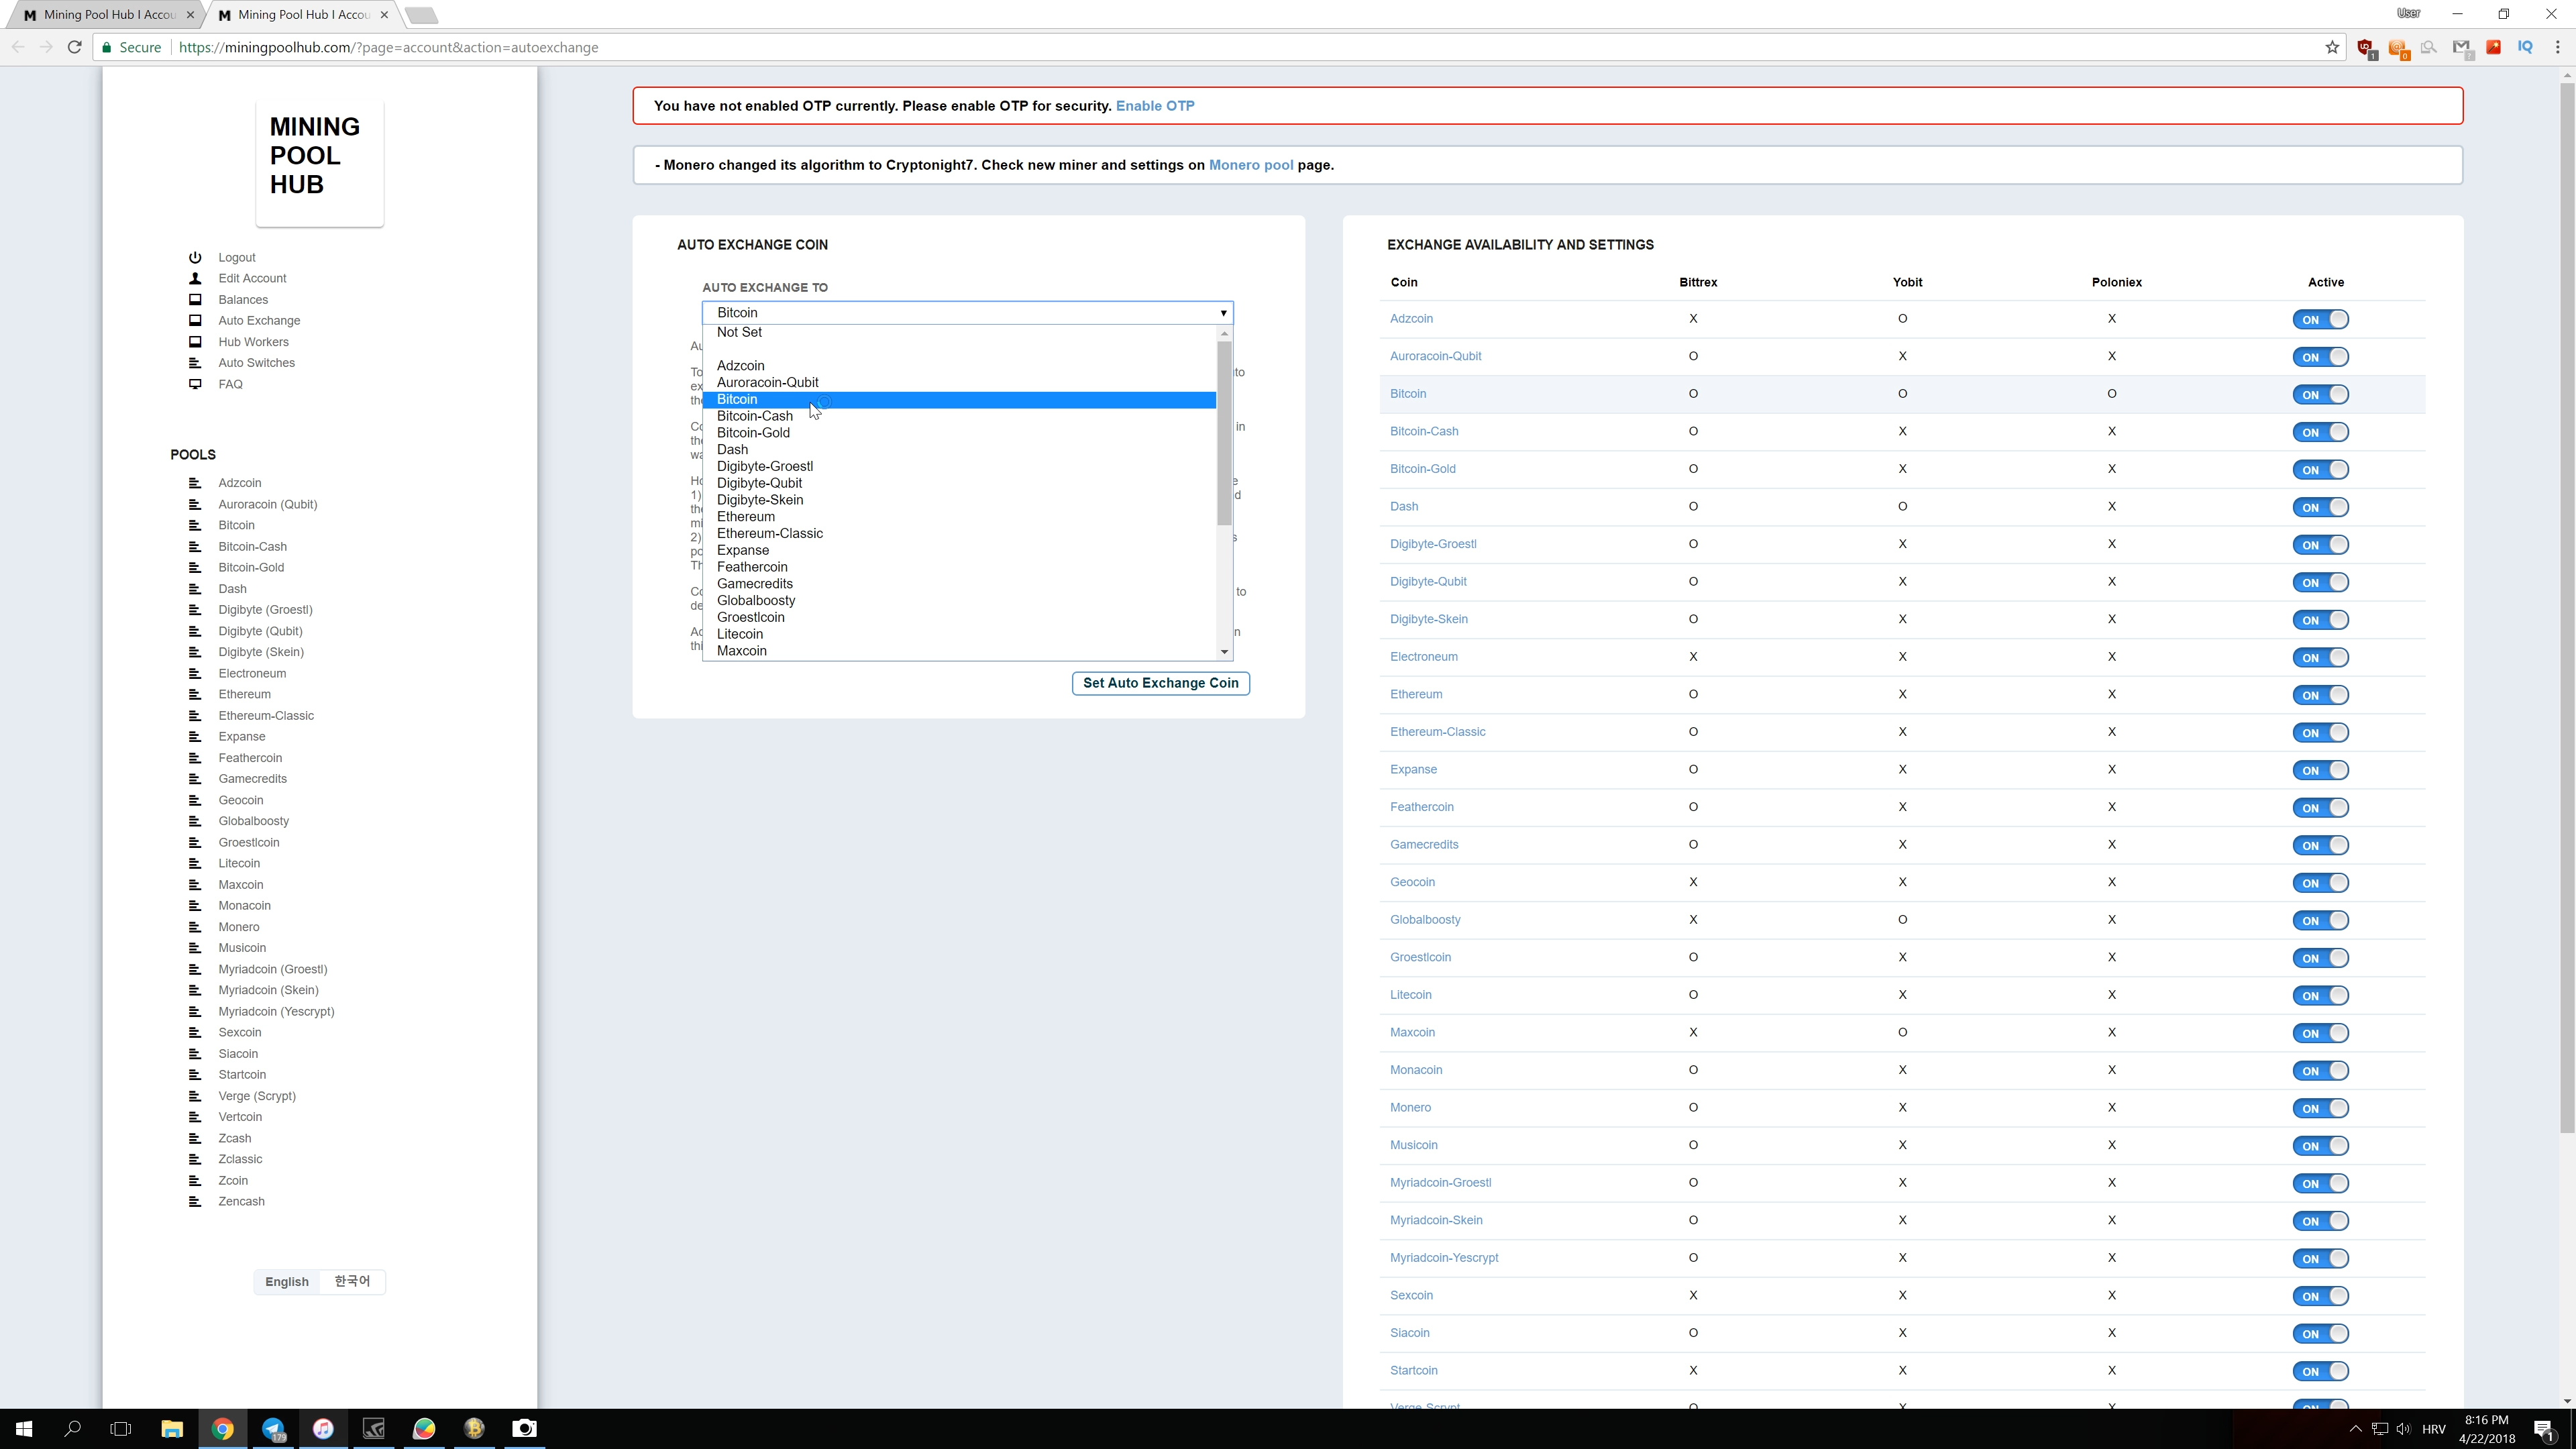 Mining Pool Hub I Accou
Mining Pool Hub I Accou
User
Secure
https://miningpoolhub.com/?page=account&action=autoexchange
IQ
MINING
POOL
HUB
Logout
Edit Account
Balances
Auto Exchange
Hub Workers
Auto Switches
FAQ
POOLS
Adzcoin
Auroracoin (Qubit)
Bitcoin
Bitcoin-Cash
Bitcoin-Gold
Dash
Digibyte (Groestl)
Digibyte (Qubit)
Digibyte (Skein)
Electroneum
Ethereum
Ethereum-Classic
Expanse
Feathercoin
Gamecredits
Geocoin
Globalboosty
Groestlcoin
Litecoin
Maxcoin
Monacoin
Monero
Musicoin
Myriadcoin (Groestl)
Myriadcoin (Skein)
Myriadcoin (Yescrypt)
Sexcoin
Siacoin
Startcoin
Verge (Scrypt)
Vertcoin
Zcash
Zclassic
Zcoin
Zencash
English 한국어
You have not enabled OTP currently. Please enable OTP for security. Enable OTP
- Monero changed its algorithm to Cryptonight7. Check new miner and settings on Monero pool page.
AUTO EXCHANGE COIN
AUTO EXCHANGE TO
Bitcoin
Not Set
Adzcoin
Auroracoin-Qubit
Bitcoin
Bitcoin-Cash
Bitcoin-Gold
Dash
Digibyte-Groestl
Digibyte-Qubit
Digibyte-Skein
Ethereum
Ethereum-Classic
Expanse
Feathercoin
Gamecredits
Globalboosty
Groestlcoin
Litecoin
Maxcoin
Set Auto Exchange Coin
EXCHANGE AVAILABILITY AND SETTINGS
Coin Bittrex Yobit Poloniex Active
Adzcoin X O X ON
Auroracoin-Qubit O X X ON
Bitcoin O O O ON
Bitcoin-Cash O X X ON
Bitcoin-Gold O X X ON
Dash O O X ON
Digibyte-Groestl O X X ON
Digibyte-Qubit O X X ON
Digibyte-Skein O X X ON
Electroneum X X X ON
Ethereum O X X ON
Ethereum-Classic O X X ON
Expanse O X X ON
Feathercoin O X X ON
Gamecredits O X X ON
Geocoin X X X ON
Globalboosty X O X ON
Groestlcoin O X X ON
Litecoin O X X ON
Maxcoin X O X ON
Monacoin O X X ON
Monero O X X ON
Musicoin O X X ON
Myriadcoin-Groestl O X X ON
Myriadcoin-Skein O X X ON
Myriadcoin-Yescrypt O X X ON
Sexcoin X X X ON
Siacoin O X X ON
Startcoin X X X ON
Verge-Scrypt O X X ON
179
HRV
8:16 PM
4/22/2018
1